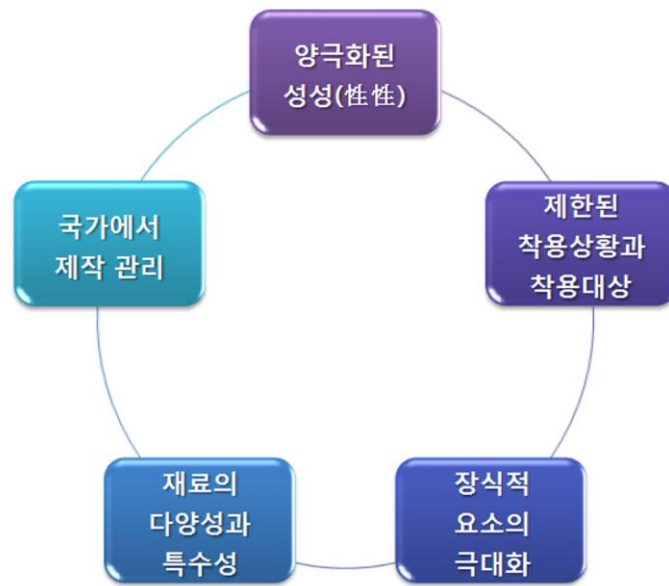 양극화된
성성(牲性)
제한된
착용상황과
착용대상
장식적
요소의
극대화
재료의
다양성과
특수성
국가에서
제작 관리